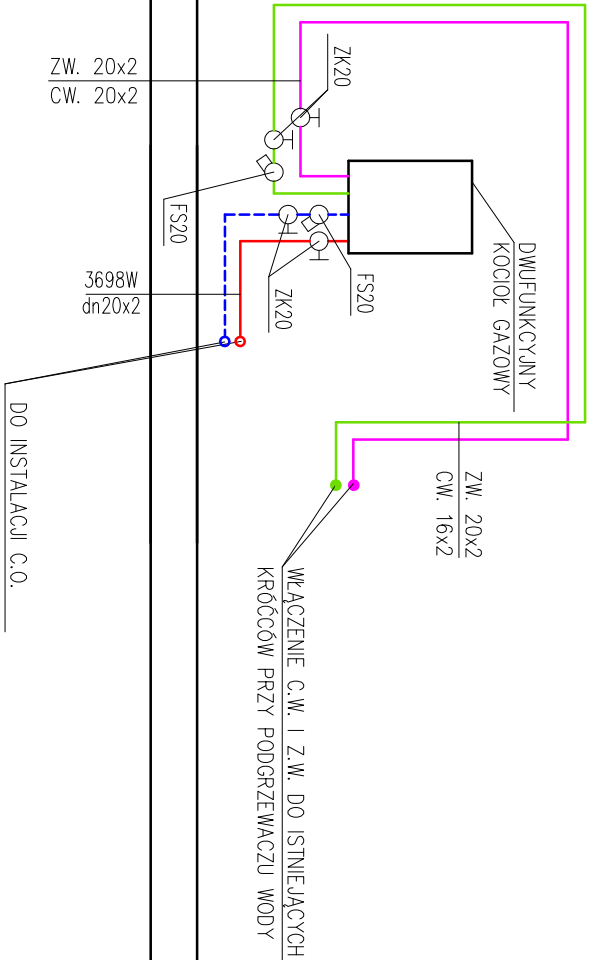 ZW. 20x2
CW. 20x2
ZK20
FS20
3698W
dn20x2
ZK20
FS20
DWUFUNKCYJNY
KOCIOŁ GAZOWY
ZW. 20x2
CW. 16x2
WŁĄCZENIE C.W. I Z.W. DO ISTNIEJĄCYCH
KRÓĆCÓW PRZY PODGRZEWACZU WODY
DO INSTALACJI C.O.